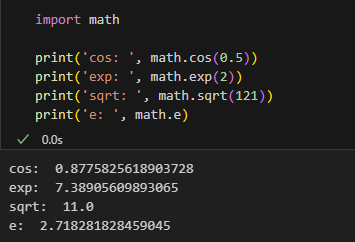 import math
print('cos: ', math.cos(0.5))
print('exp: ', math.exp(2))
print('sqrt: ', math.sqrt(121))
print('e: ', math.e)
0.0s
cos:  0.8775825618903728
exp:  7.38905609893065
sqrt:  11.0
e:  2.718281828459045